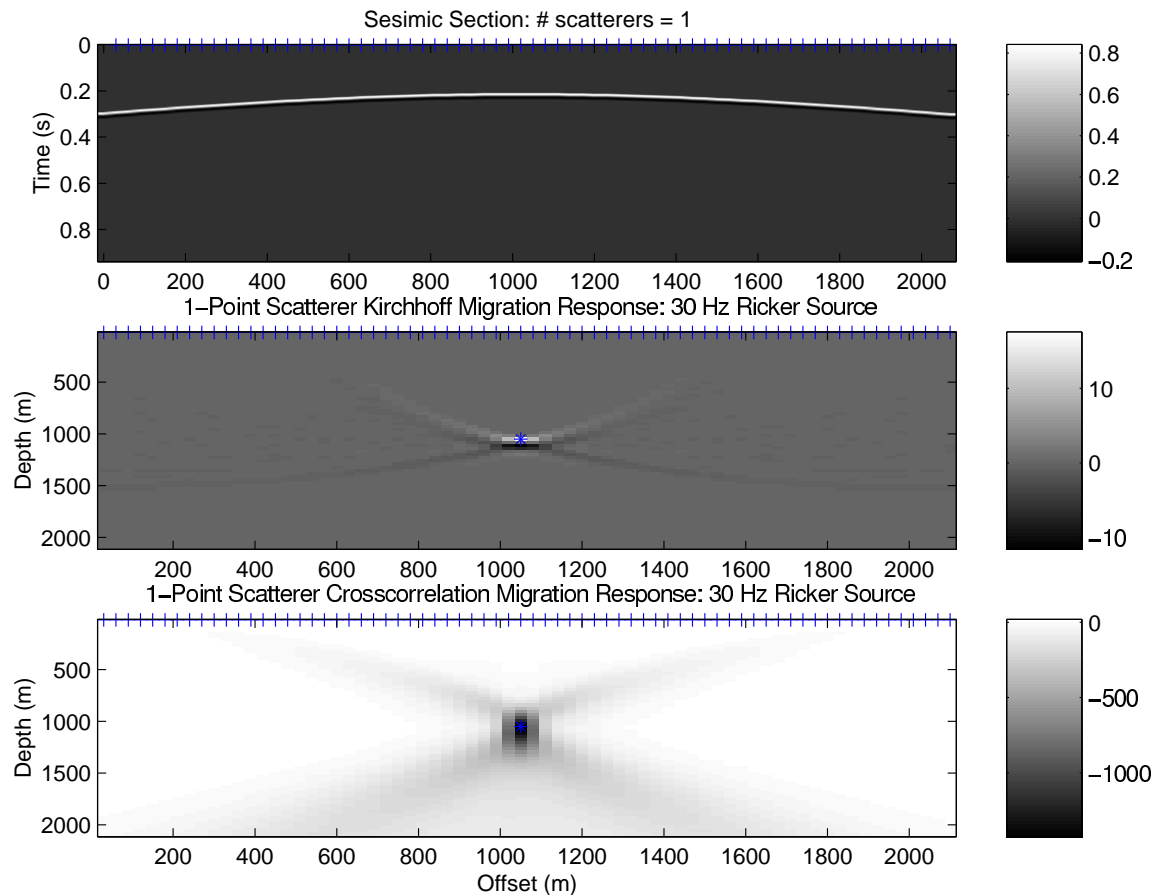 Sesimic Section: # scatterers = 1
0
0.2
0.4
0.6
0.8
Time (s)
0 200 400 600 800 1000 1200 1400 1600 1800 2000
0.8
0.6
0.4
0.2
0
−0.2
1−Point Scatterer Kirchhoff Migration Response: 30 Hz Ricker Source
500
1000
1500
2000
Depth (m)
200 400 600 800 1000 1200 1400 1600 1800 2000
10
0
−10
1−Point Scatterer Crosscorrelation Migration Response: 30 Hz Ricker Source
500
1000
1500
2000
Depth (m)
200 400 600 800 1000 1200 1400 1600 1800 2000
Offset (m)
0
−500
−1000